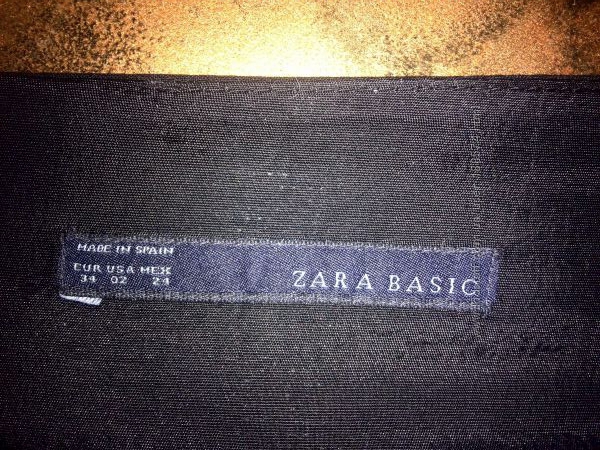 MADE IN SPAIN
EUR USA MEX
34 02 24
ZARA BASIC